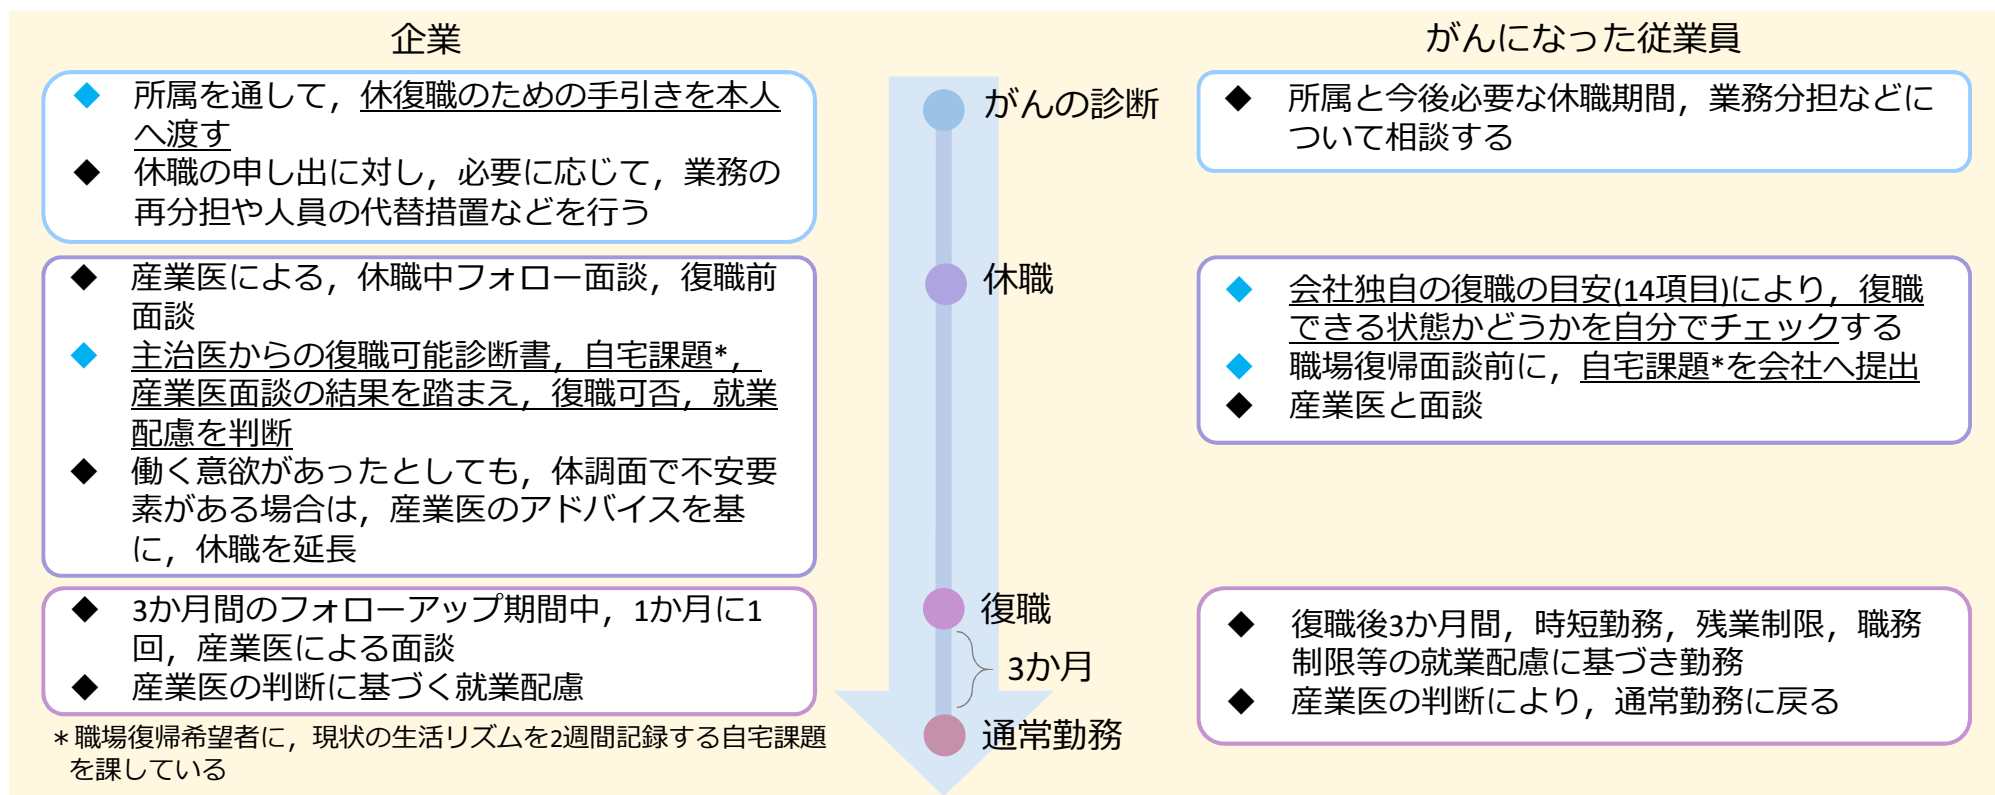 企業
◆ 所属を通して，休復職のための手引きを本人
へ渡す
◆ 休職の申し出に対し，必要に応じて，業務の
再分担や人員の代替措置などを行う
◆ 産業医による，休職中フォロー面談，復職前
面談
◆ 主治医からの復職可能診断書，自宅課題*，
産業医面談の結果を踏まえ，復職可否，就業
配慮を判断
◆ 働く意欲があったとしても，体調面で不安要
素がある場合は，産業医のアドバイスを基
に，休職を延長
◆ 3か月間のフォローアップ期間中，1か月に1
回，産業医による面談
◆ 産業医の判断に基づく就業配慮
＊職場復帰希望者に，現状の生活リズムを2週間記録する自宅課題
を課している
がんの診断
休職
復職
3か月
通常勤務
がんになった従業員
◆ 所属と今後必要な休職期間，業務分担などに
ついて相談する
◆ 会社独自の復職の目安(14項目)により，復職
できる状態かどうかを自分でチェックする
◆ 職場復帰面談前に，自宅課題*を会社へ提出
◆ 産業医と面談
◆ 復職後3か月間，時短勤務，残業制限，職務
制限等の就業配慮に基づき勤務
◆ 産業医の判断により，通常勤務に戻る